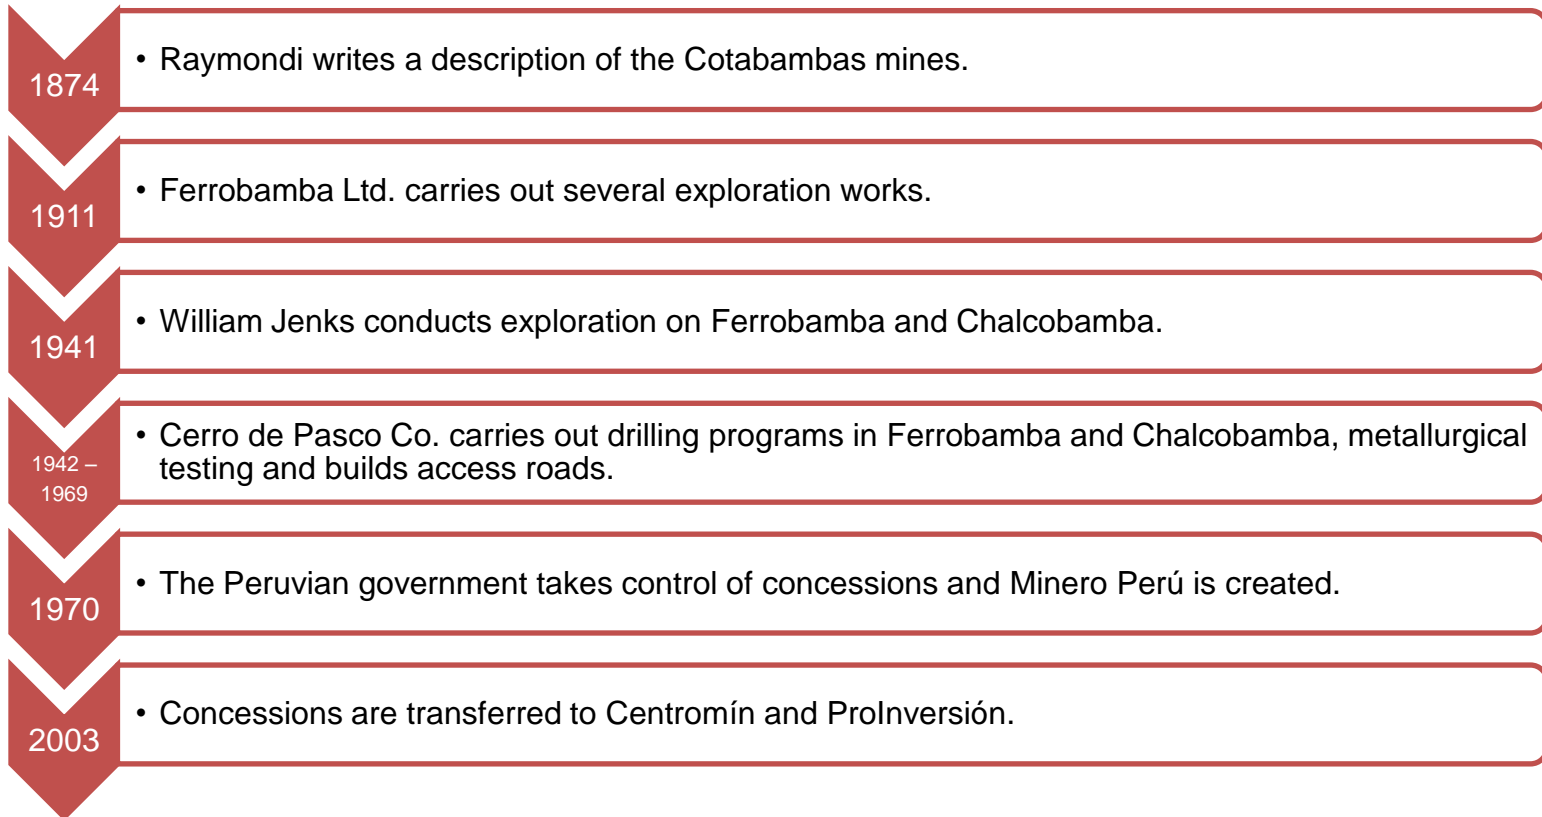 1874
• Raymondi writes a description of the Cotabambas mines.
1911
• Ferrobamba Ltd. carries out several exploration works.
1941
• William Jenks conducts exploration on Ferrobamba and Chalcobamba.
1942 –
1969
• Cerro de Pasco Co. carries out drilling programs in Ferrobamba and Chalcobamba, metallurgical
testing and builds access roads.
1970
• The Peruvian government takes control of concessions and Minero Perú is created.
2003
• Concessions are transferred to Centromín and ProInversión.